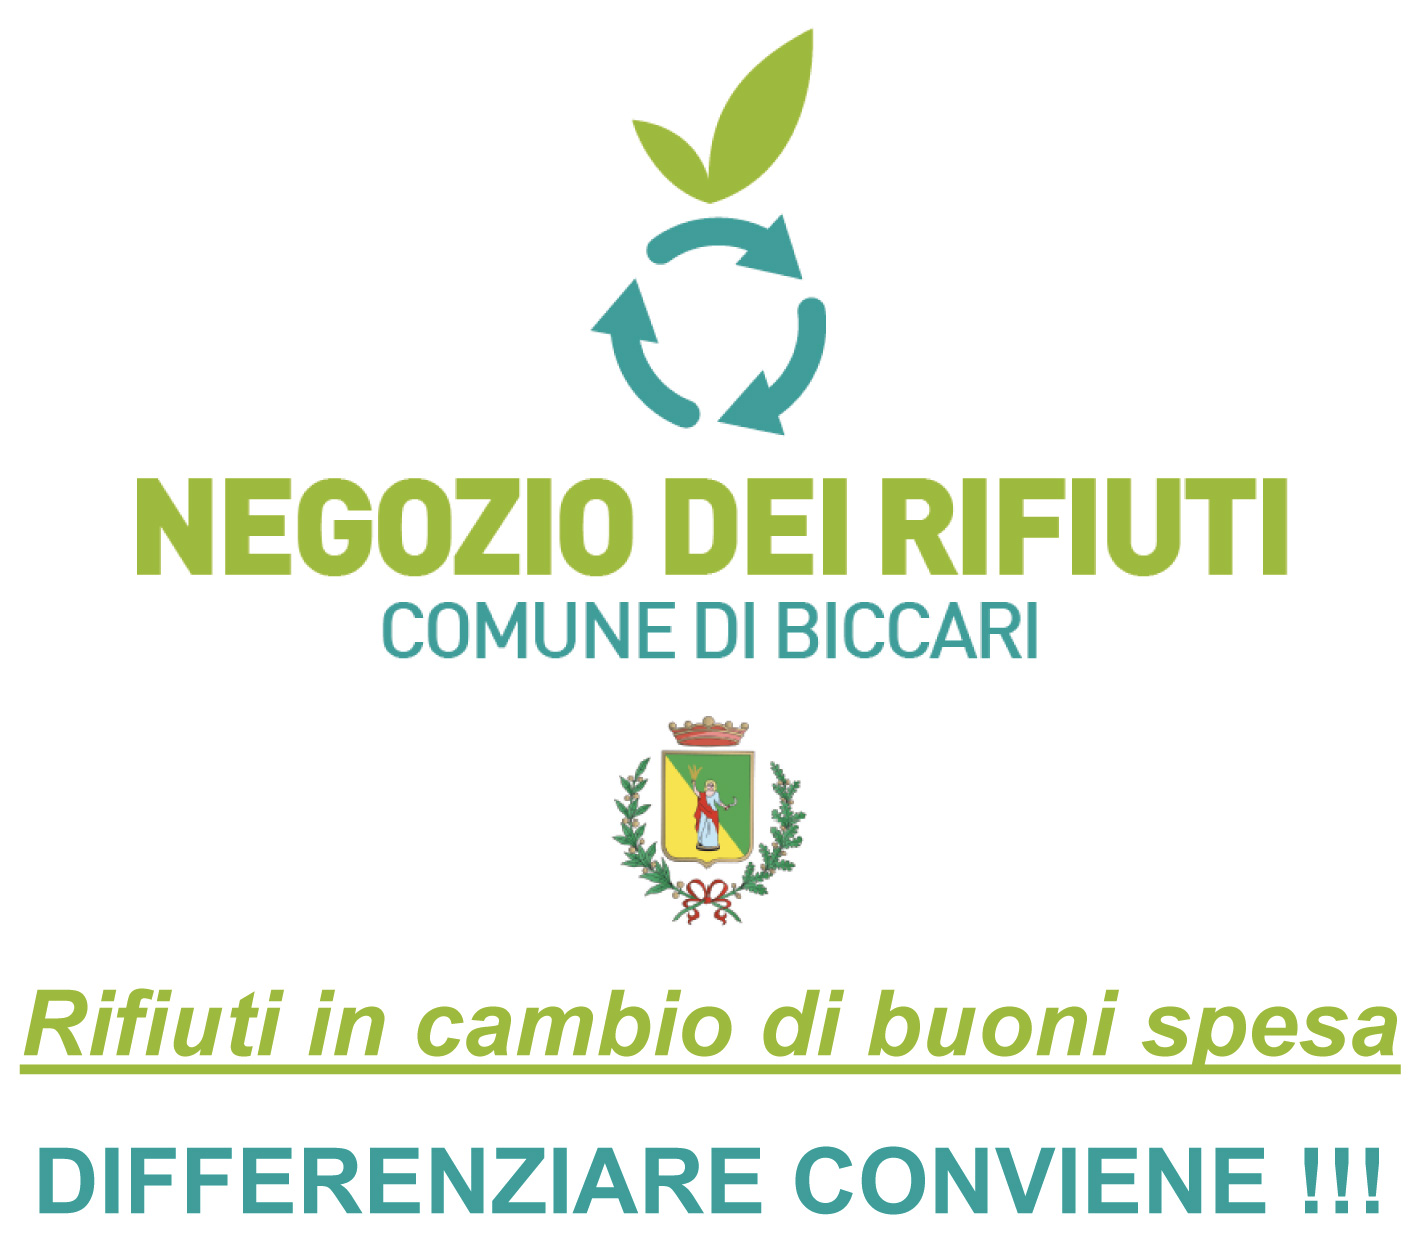 NEGOZIO DEI RIFIUTI
COMUNE DI BICCARI
Rifiuti in cambio di buoni spesa
DIFFERENZIARE CONVIENE !!!